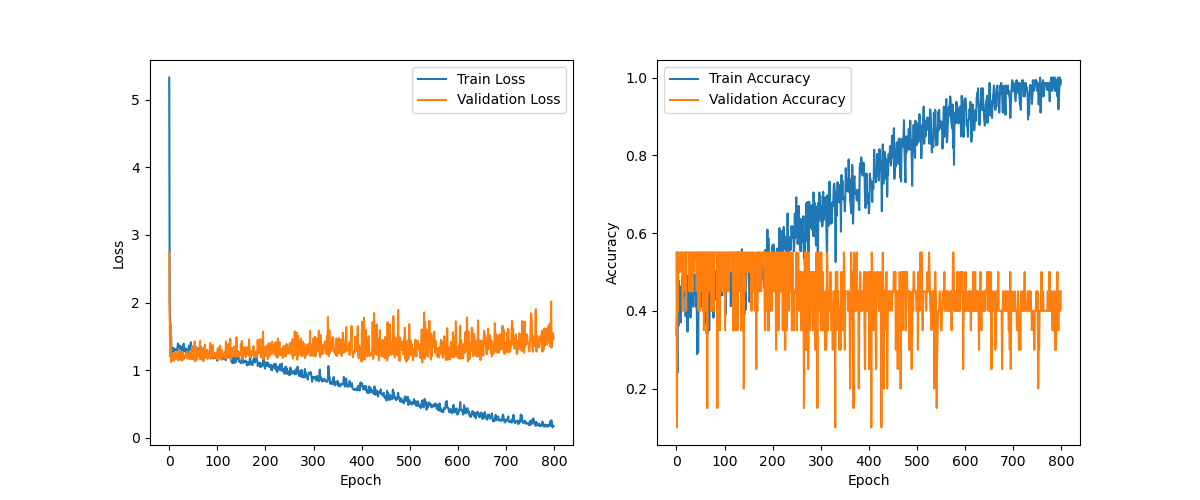 Train Loss
Validation Loss
5
4
3
2
1
0
Loss
0 100 200 300 400 500 600 700 800
Epoch
Train Accuracy
Validation Accuracy
1.0
0.8
0.6
0.4
0.2
Accuracy
0 100 200 300 400 500 600 700 800
Epoch